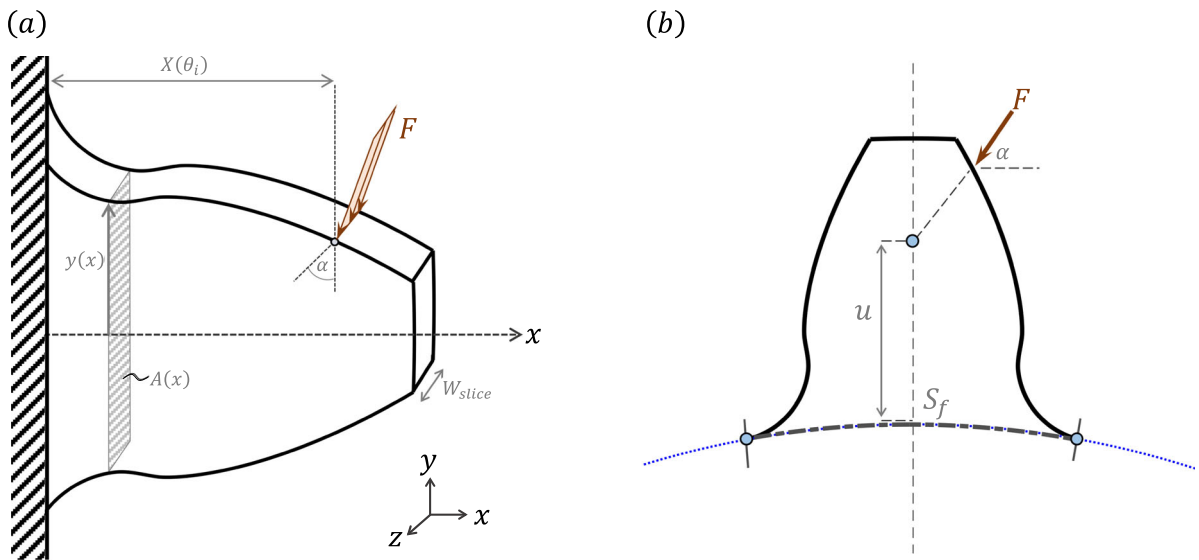 (a)
X(θᵢ)
F
α
y(x)
x
A(x)
W_slice
y
x
z
(b)
F
α
u
S_f